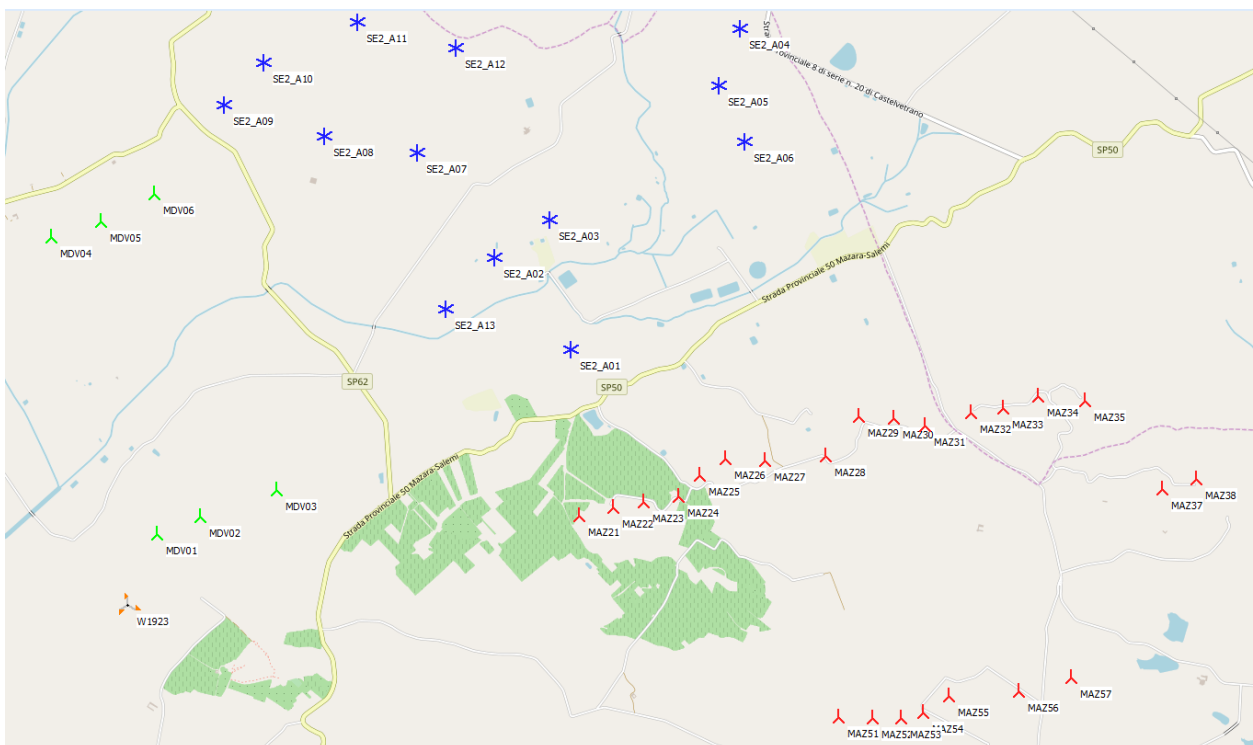 SE2_A11
SE2_A04
Stra
Provinciale 8 di serie n. 20 di Castelvetrano
SE2_A12
SE2_A10
SE2_A05
SE2_A09
SE2_A08
SE2_A06
SP50
SE2_A07
MDV06
MDV05
MDV04
SE2_A03
SE2_A02
Strada Provinciale 50 Mazara-Salemi
SE2_A13
SE2_A01
SP62
SP50
MAZ34
MAZ35
MAZ33
MAZ32
MAZ29
MAZ30
MAZ31
MAZ28
MAZ27
MAZ26
MAZ25
MAZ38
MAZ37
Strada Provinciale 50 Mazara-Salemi
MDV03
MAZ24
MAZ23
MAZ22
MAZ21
MDV02
MDV01
W1923
MAZ57
MAZ56
MAZ55
MAZ54
MAZ53
MAZ52
MAZ51